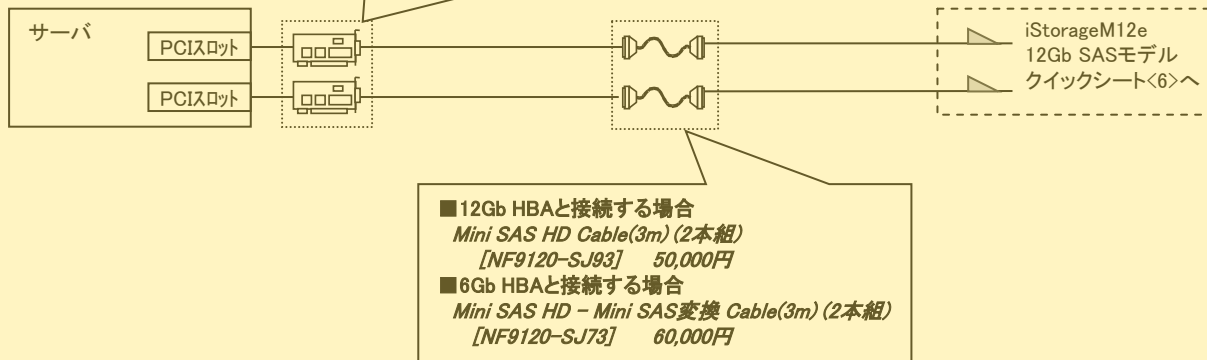 サーバ
PCIスロット
PCIスロット
iStorageM12e
12Gb SASモデル
クイックシート<6>へ
■12Gb HBAと接続する場合
Mini SAS HD Cable(3m)(2本組)
[NF9120-SJ93] 50,000円
■6Gb HBAと接続する場合
Mini SAS HD - Mini SAS変換 Cable(3m)(2本組)
[NF9120-SJ73] 60,000円